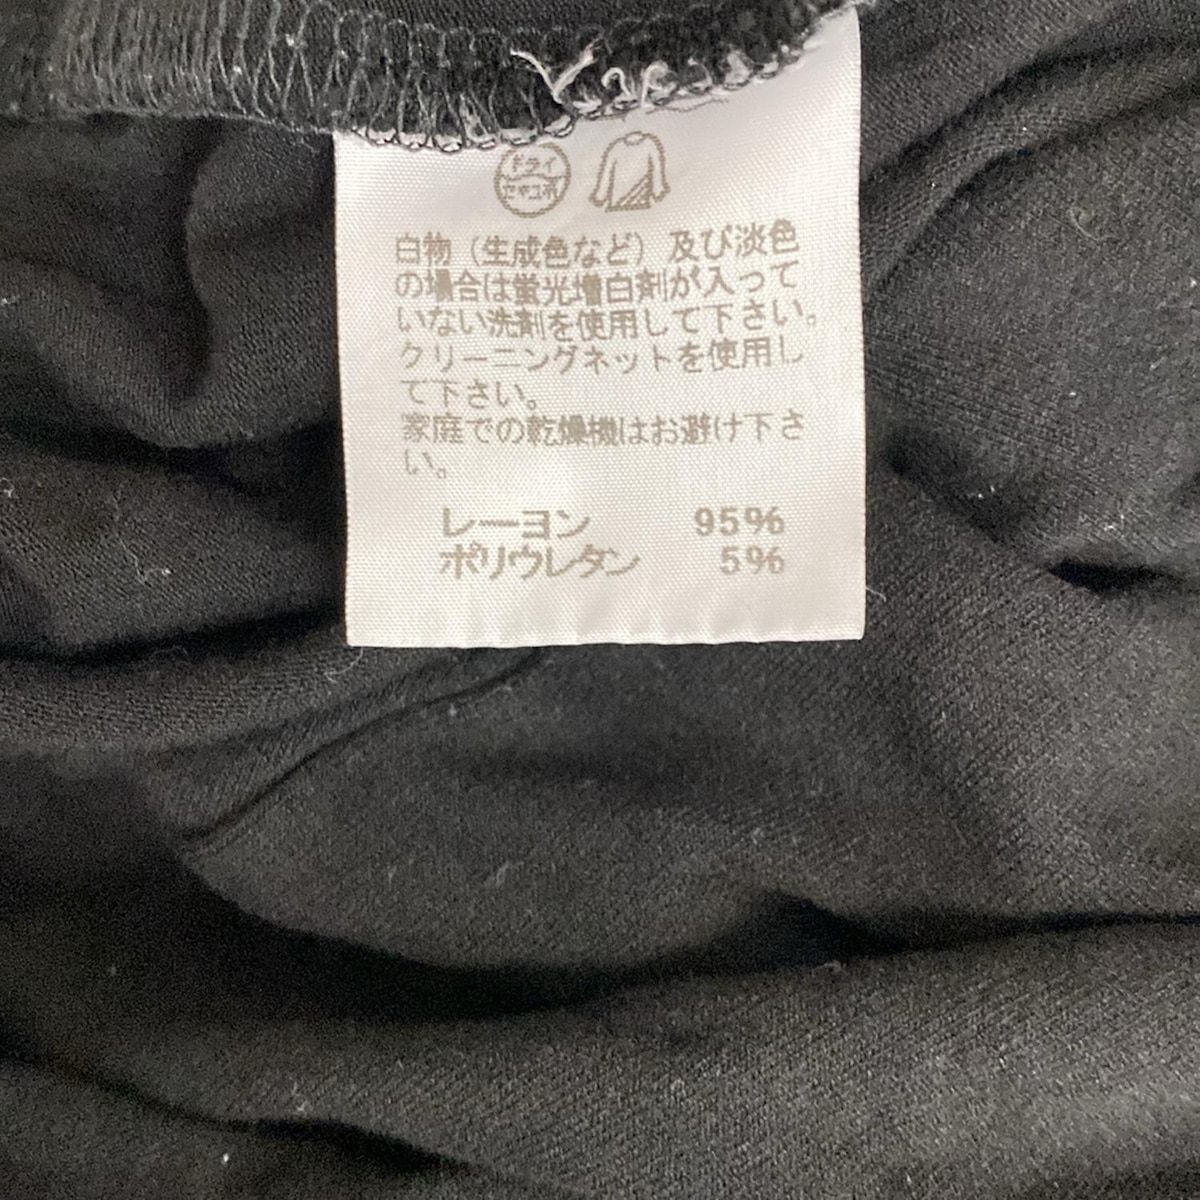 ドライ
セキユ系
白物（生成色など）及び淡色
の場合は蛍光増白剤が入って
いない洗剤を使用して下さい。
クリーニングネットを使用し
て下さい。
家庭での乾燥機はお避け下さ
い。
レーヨン 95%
ポリウレタン 5%